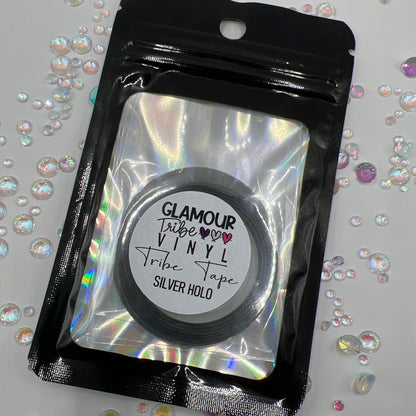 GLAMOUR
Tribe
VINYL
Tribe Tape
SILVER HOLO